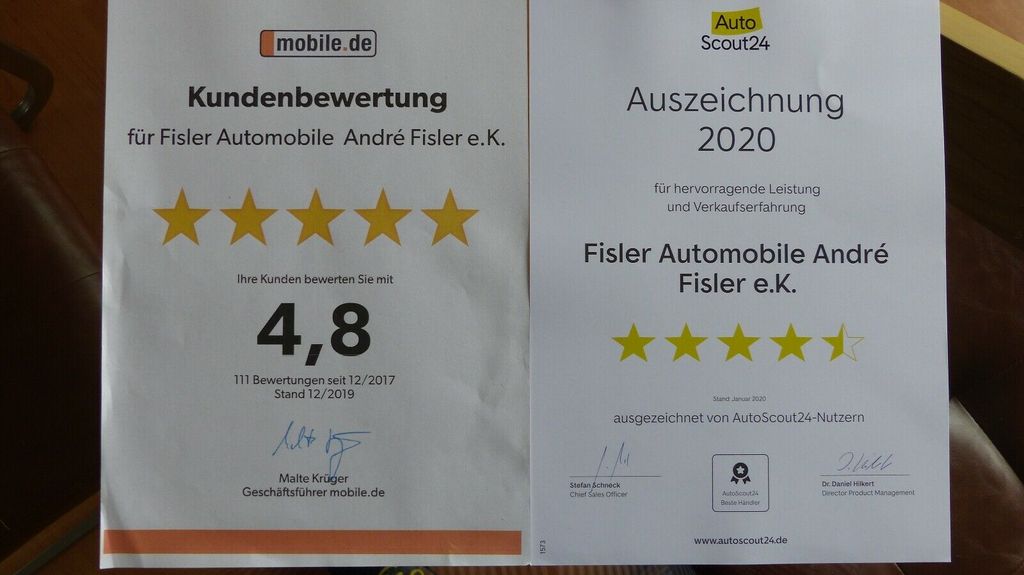 mobile.de
Kundenbewertung
für Fisler Automobile André Fisler e.K.
Ihre Kunden bewerten Sie mit
4,8
111 Bewertungen seit 12/2017
Stand 12/2019
Malte Krüger
Geschäftsführer mobile.de
Auto
Scout24
Auszeichnung
2020
für hervorragende Leistung
und Verkaufserfahrung
Fisler Automobile André
Fisler e.K.
Stand: Januar 2020
ausgezeichnet von AutoScout24-Nutzern
Stefan Schneck
Chief Sales Officer
AutoScout24
Beste Händler
Dr. Daniel Hilkert
Director Product Management
www.autoscout24.de
1573